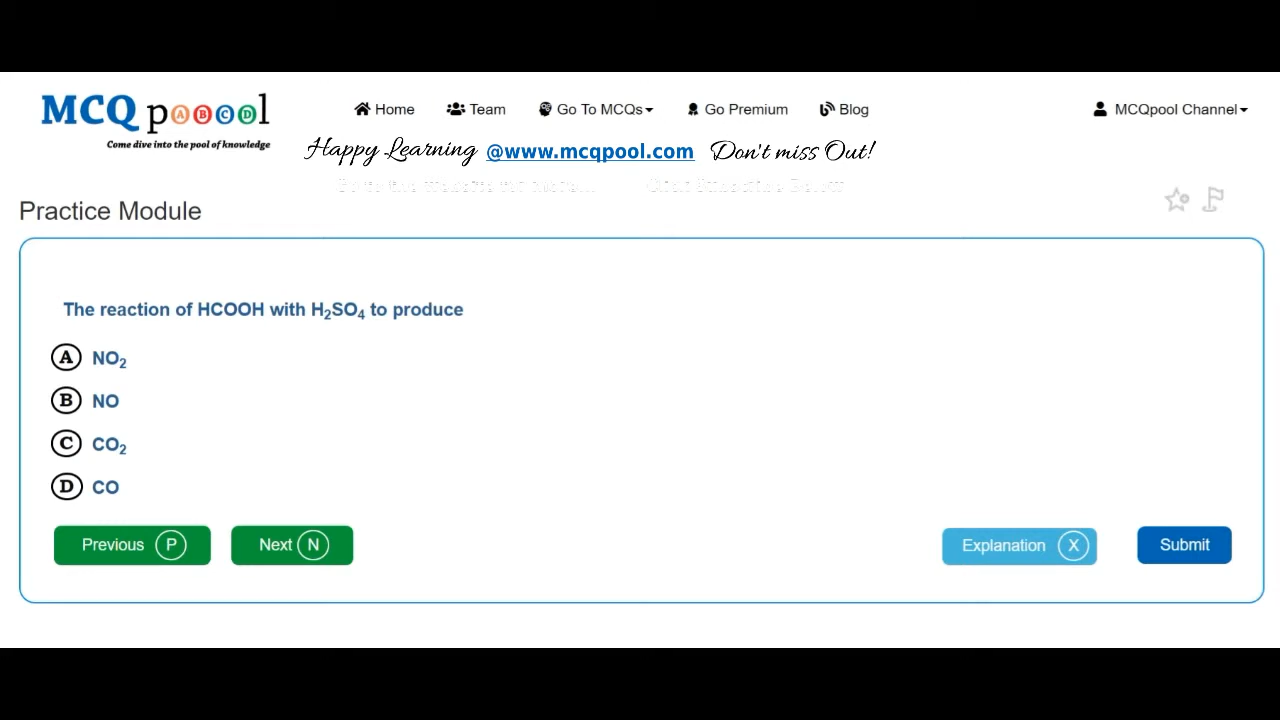 MCQ poool
Come dive into the pool of knowledge
Home Team Go To MCQs Go Premium Blog MCQpool Channel
Happy Learning @www.mcqpool.com Don't miss Out!
Practice Module
The reaction of HCOOH with H₂SO₄ to produce
A NO₂
B NO
C CO₂
D CO
Previous P Next N Explanation X Submit